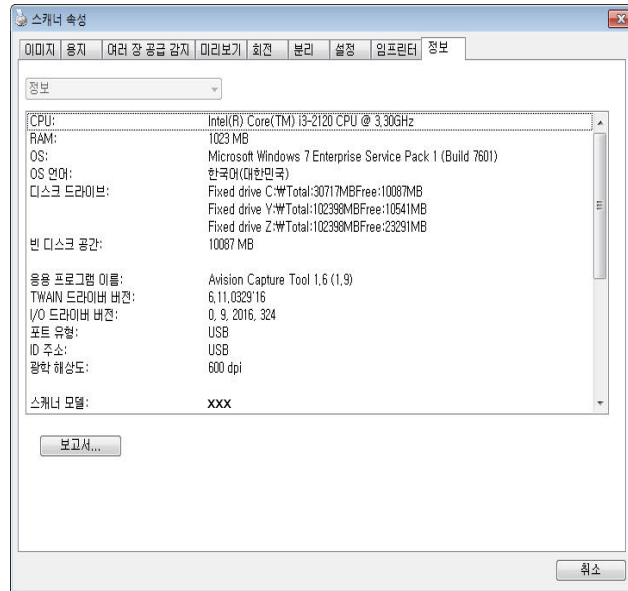 스캐너 속성
이미지 용지 여러 장 공급 감지 미리보기 회전 분리 설정 임프린터 정보
정보
CPU: Intel(R) Core(TM) i3-2120 CPU @ 3,30GHz
RAM: 1023 MB
OS: Microsoft Windows 7 Enterprise Service Pack 1 (Build 7601)
OS 언어: 한국어(대한민국)
디스크 드라이브: Fixed drive C:₩Total:30717MBFree:10087MB
Fixed drive Y:₩Total:102398MBFree:10541MB
Fixed drive Z:₩Total:102398MBFree:23291MB
빈 디스크 공간: 10087 MB
응용 프로그램 이름: Avision Capture Tool 1,6 (1,9)
TWAIN 드라이버 버전: 6,11,0329'16
I/O 드라이버 버전: 0, 9, 2016, 324
포트 유형: USB
ID 주소: USB
광학 해상도: 600 dpi
스캐너 모델: XXX
보고서...
취소